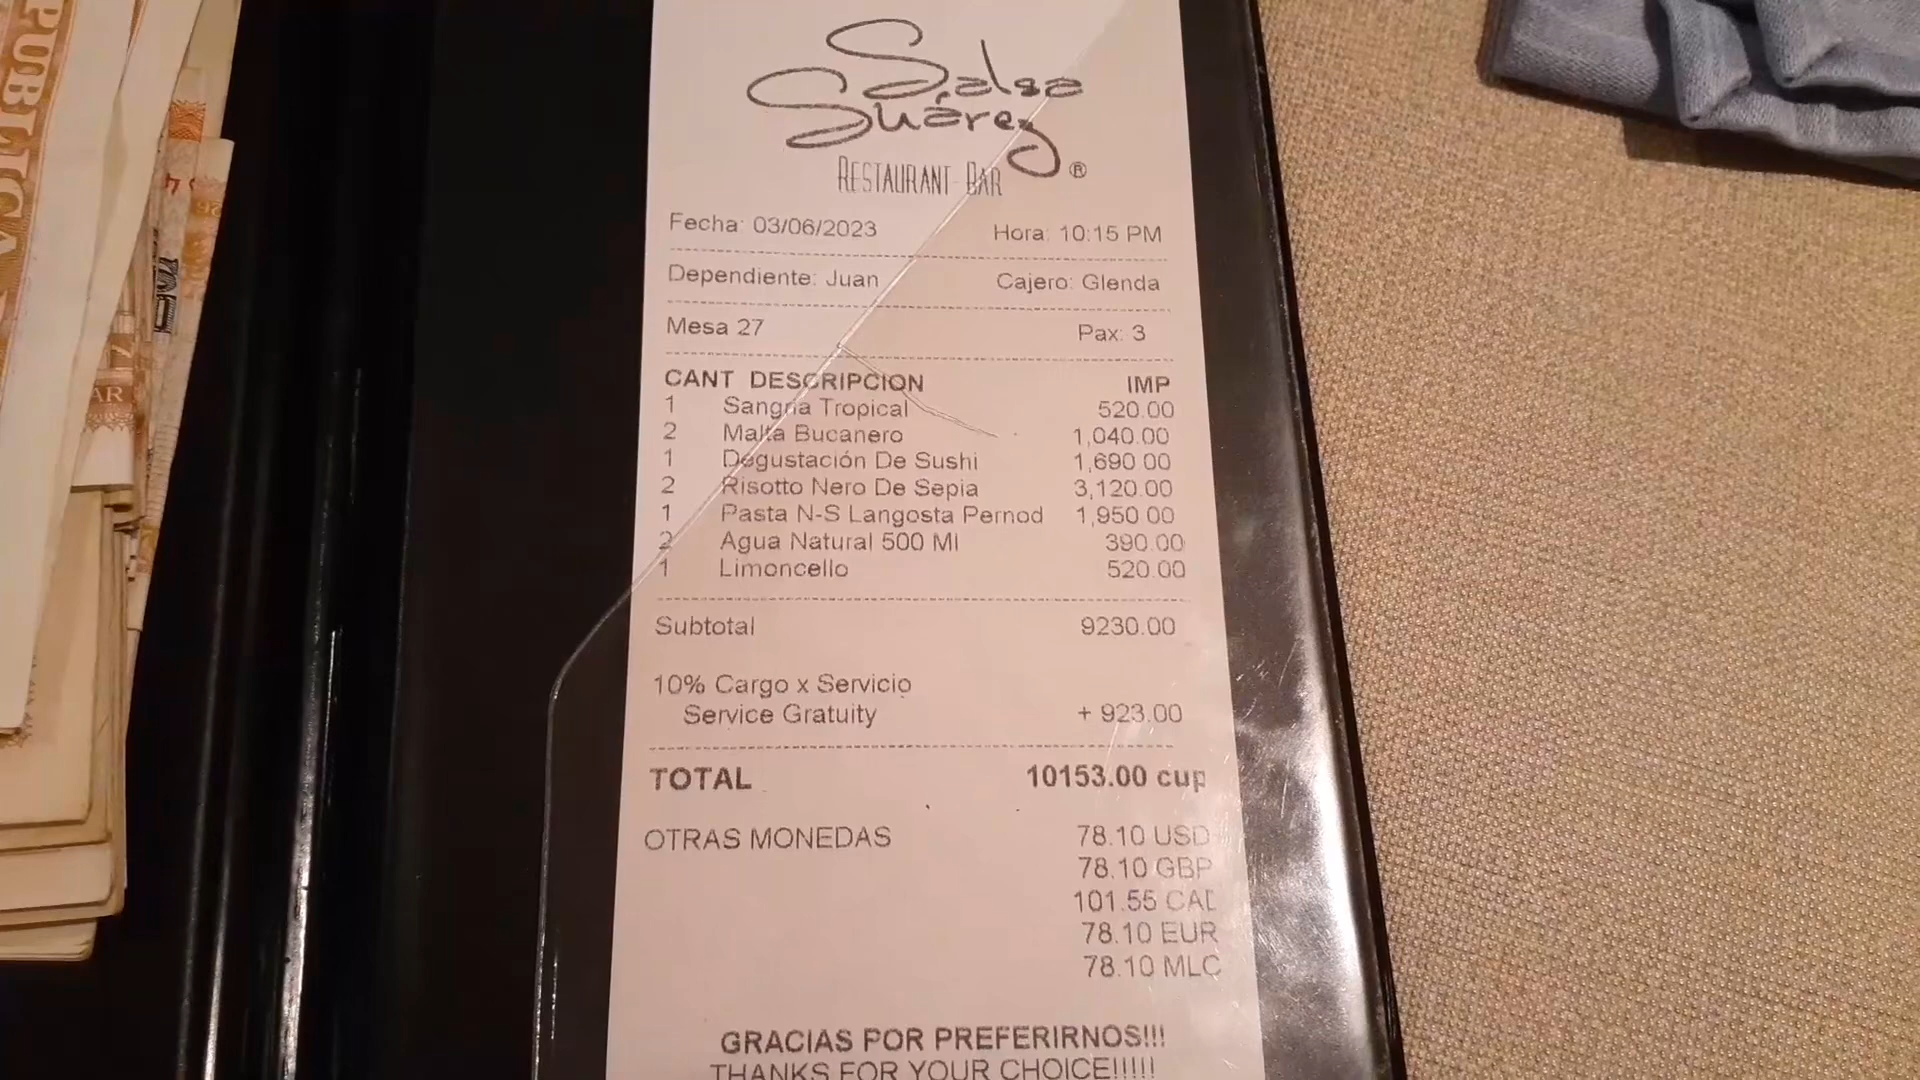 PUBLICA
AR
Salsa
Suárez
RESTAURANT-BAR ®
Fecha: 03/06/2023 Hora: 10:15 PM
Dependiente: Juan Cajero: Glenda
Mesa 27 Pax: 3
CANT DESCRIPCION IMP
1 Sangria Tropical 520.00
2 Malta Bucanero 1,040.00
1 Degustación De Sushi 1,690.00
2 Risotto Nero De Sepia 3,120.00
1 Pasta N-S Langosta Pernod 1,950.00
2 Agua Natural 500 Ml 390.00
1 Limoncello 520.00
Subtotal 9230.00
10% Cargo x Servicio
Service Gratuity + 923.00
TOTAL 10153.00 cup
OTRAS MONEDAS 78.10 USD
78.10 GBP
101.55 CAD
78.10 EUR
78.10 MLC
GRACIAS POR PREFERIRNOS!!!
THANKS FOR YOUR CHOICE!!!!!